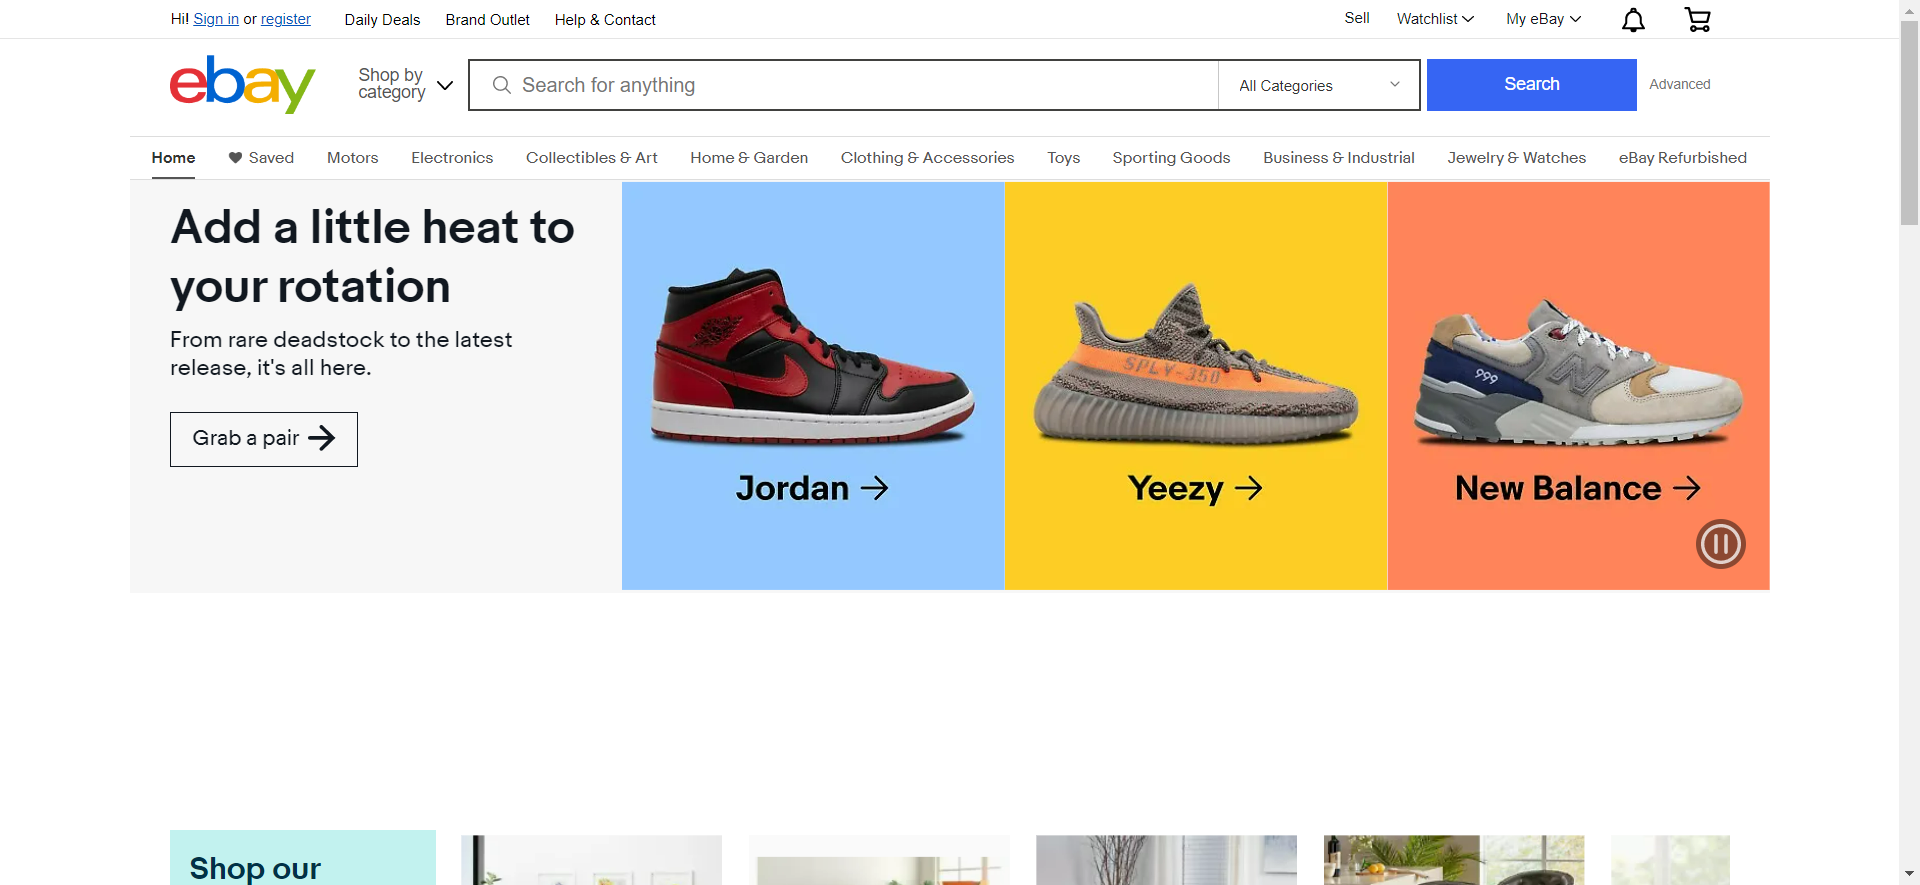 Hi! Sign in or register
Daily Deals
Brand Outlet
Help & Contact
Sell
Watchlist
My eBay
ebay
Shop by
category
Search for anything
All Categories
Search
Advanced
Home
Saved
Motors
Electronics
Collectibles & Art
Home & Garden
Clothing & Accessories
Toys
Sporting Goods
Business & Industrial
Jewelry & Watches
eBay Refurbished
Add a little heat to
your rotation
From rare deadstock to the latest
release, it's all here.
Grab a pair
SPLY-350
999
N
Jordan
Yeezy
New Balance
Shop our